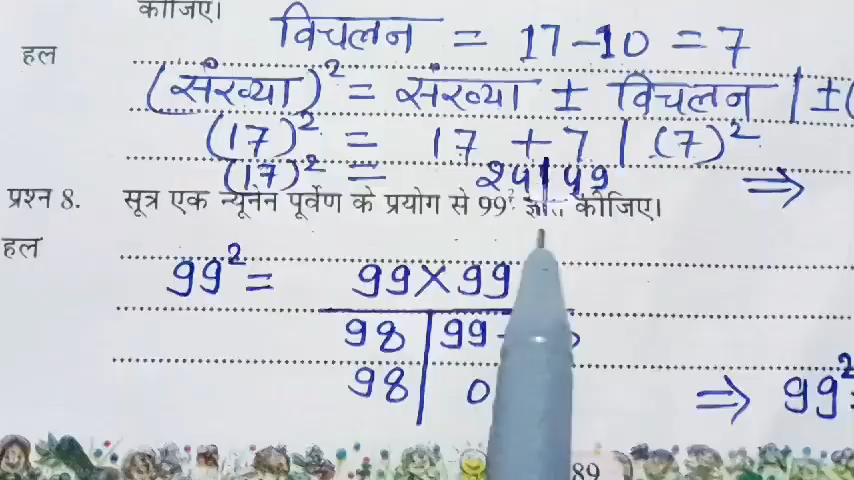 कीजिए।
हल
विचलन = 17 - 10 = 7
(संख्या)² = संख्या ± विचलन | ± (
(17)² = 17 + 7 | (7)²
(17)² = 24 | 49 ⇒
प्रश्न 8. सूत्र एक न्यूनेन पूर्वेण के प्रयोग से 99² ज्ञात कीजिए।
हल
99² = 99 × 99
98 | 99 -
98 | 0 ⇒ 99²
89